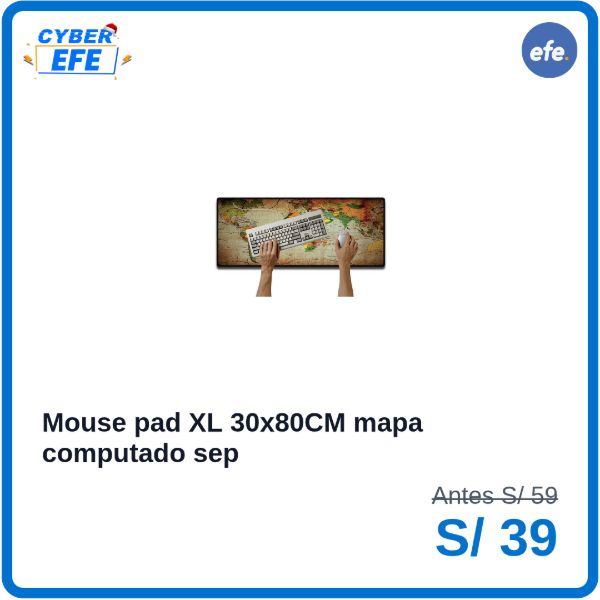 CYBER
EFE
efe.
Mouse pad XL 30x80CM mapa
computado sep
Antes S/ 59
S/ 39